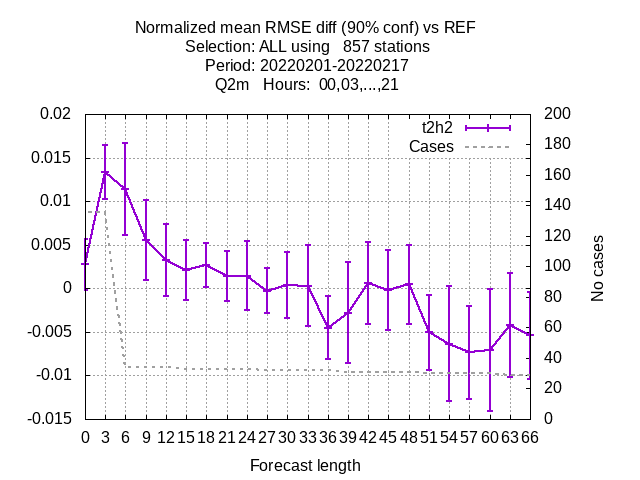 Normalized mean RMSE diff (90% conf) vs REF
Selection: ALL using   857 stations
Period: 20220201-20220217
Q2m   Hours:  00,03,...,21
t2h2
Cases
0.02
0.015
0.01
0.005
0
-0.005
-0.01
-0.015
200
180
160
140
120
100
80
60
40
20
0
No cases
0 3 6 9 12 15 18 21 24 27 30 33 36 39 42 45 48 51 54 57 60 63 66
Forecast length